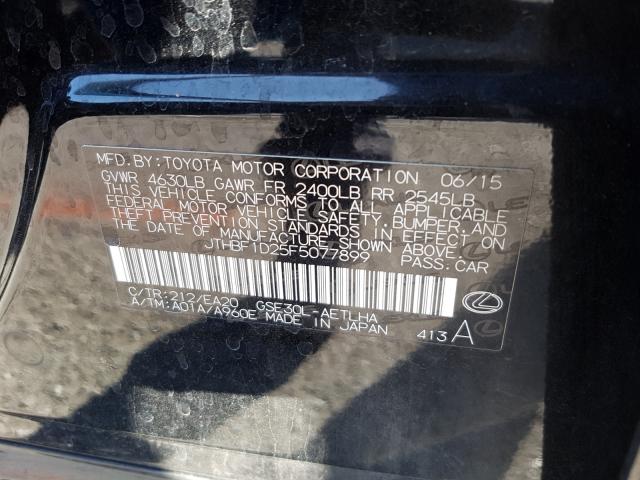 MFD.BY:TOYOTA MOTOR CORPORATION 06/15
GVWR 4630LB GAWR FR 2400LB RR 2545LB
THIS VEHICLE CONFORMS TO ALL APPLICABLE
FEDERAL MOTOR VEHICLE SAFETY, BUMPER, AND
THEFT PREVENTION STANDARDS IN EFFECT ON
THE DATE OF MANUFACTURE SHOWN ABOVE.
JTHBF1D25F5077899 PASS.CAR
C/TR:212/EA20 GSE30L-AETLHA
A/TM:A01A/A960E MADE IN JAPAN 413 A